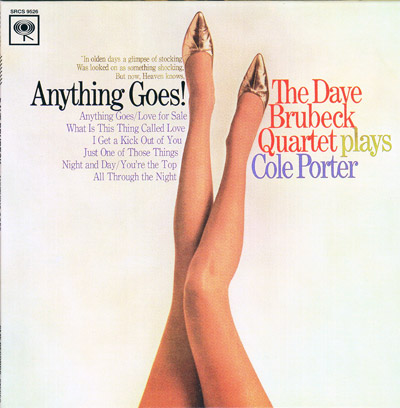 SRCS 9526
"In olden days a glimpse of stocking
Was looked on as something shocking,
But now, Heaven knows,
Anything Goes!
Anything Goes/Love for Sale
What Is This Thing Called Love
I Get a Kick Out of You
Just One of Those Things
Night and Day/You're the Top
All Through the Night
The Dave
Brubeck
Quartet plays
Cole Porter